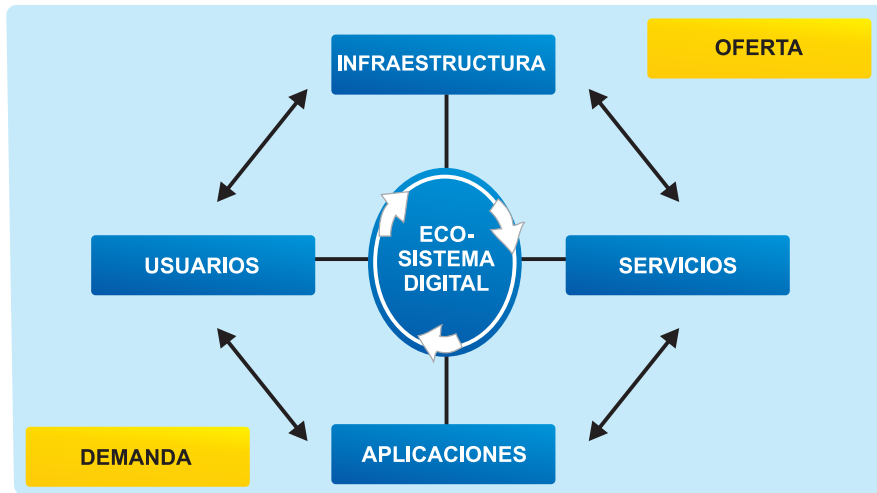 OFERTA
INFRAESTRUCTURA
USUARIOS
ECO-
SISTEMA
DIGITAL
SERVICIOS
DEMANDA
APLICACIONES